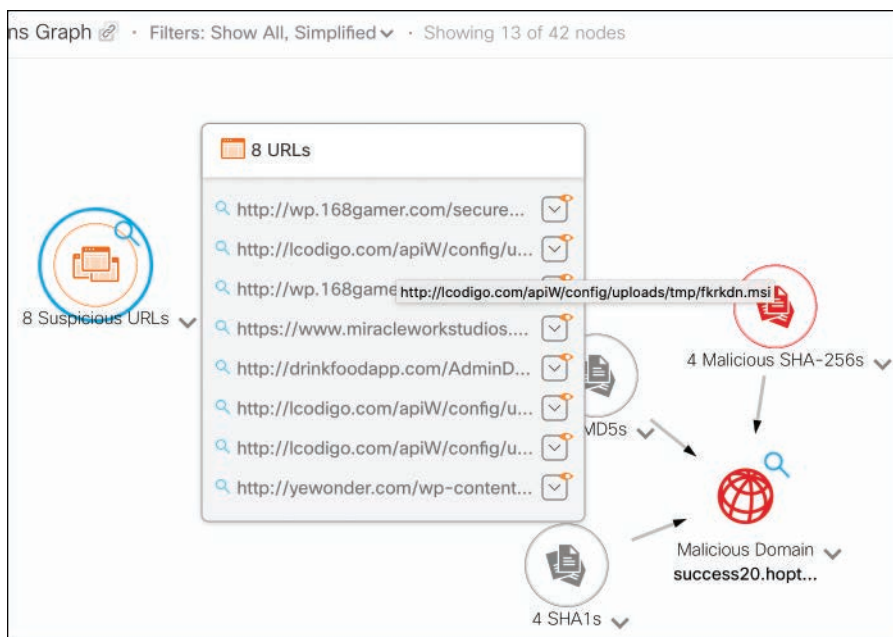 ns Graph · Filters: Show All, Simplified · Showing 13 of 42 nodes
8 URLs
http://wp.168gamer.com/secure...
http://lcodigo.com/apiW/config/u...
http://wp.168game
http://lcodigo.com/apiW/config/uploads/tmp/fkrkdn.msi
https://www.miracleworkstudios....
http://drinkfoodapp.com/AdminD...
http://lcodigo.com/apiW/config/u...
http://lcodigo.com/apiW/config/u...
http://yewonder.com/wp-content...
8 Suspicious URLs
4 Malicious SHA-256s
MD5s
Malicious Domain
success20.hopt...
4 SHA1s